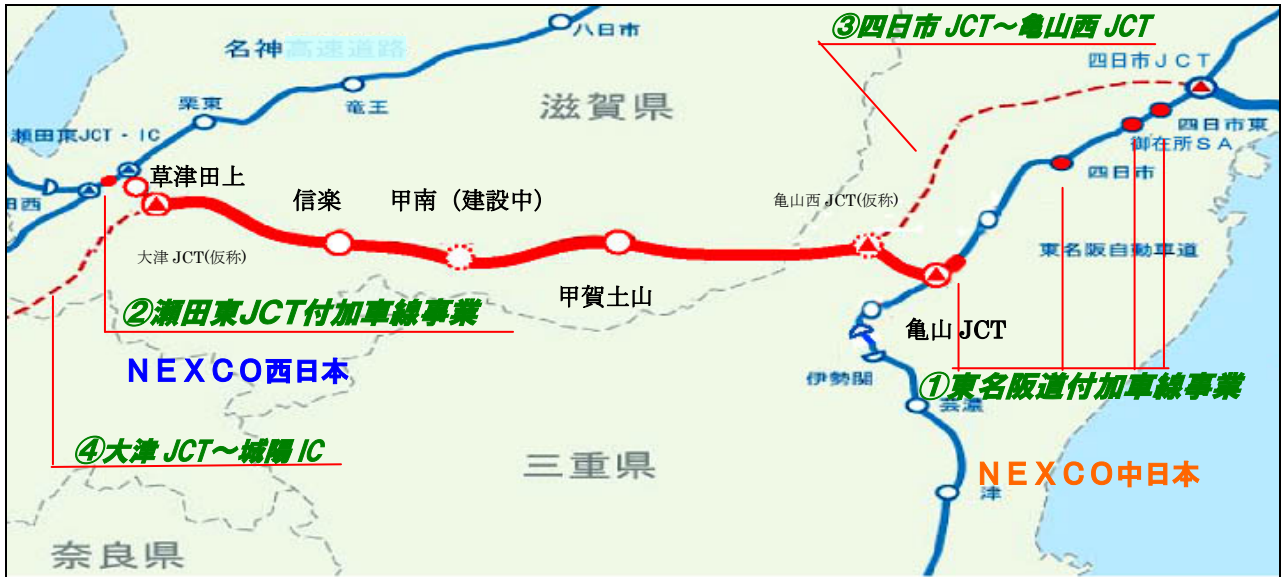 ③四日市 JCT～亀山西 JCT
八日市
名神高速道路
四日市ＪＣＴ
栗東
竜王
滋賀県
瀬田東JCT・IC
四日市東
御在所ＳＡ
四日市
草津田上
信楽
甲南（建設中）
亀山西 JCT(仮称)
田西
大津 JCT(仮称)
東名阪自動車道
甲賀土山
②瀬田東ＪＣＴ付加車線事業
亀山 JCT
ＮＥＸＣＯ西日本
伊勢関
①東名阪道付加車線事業
芸濃
④大津 JCT～城陽 IC
三重県
ＮＥＸＣＯ中日本
津
奈良県